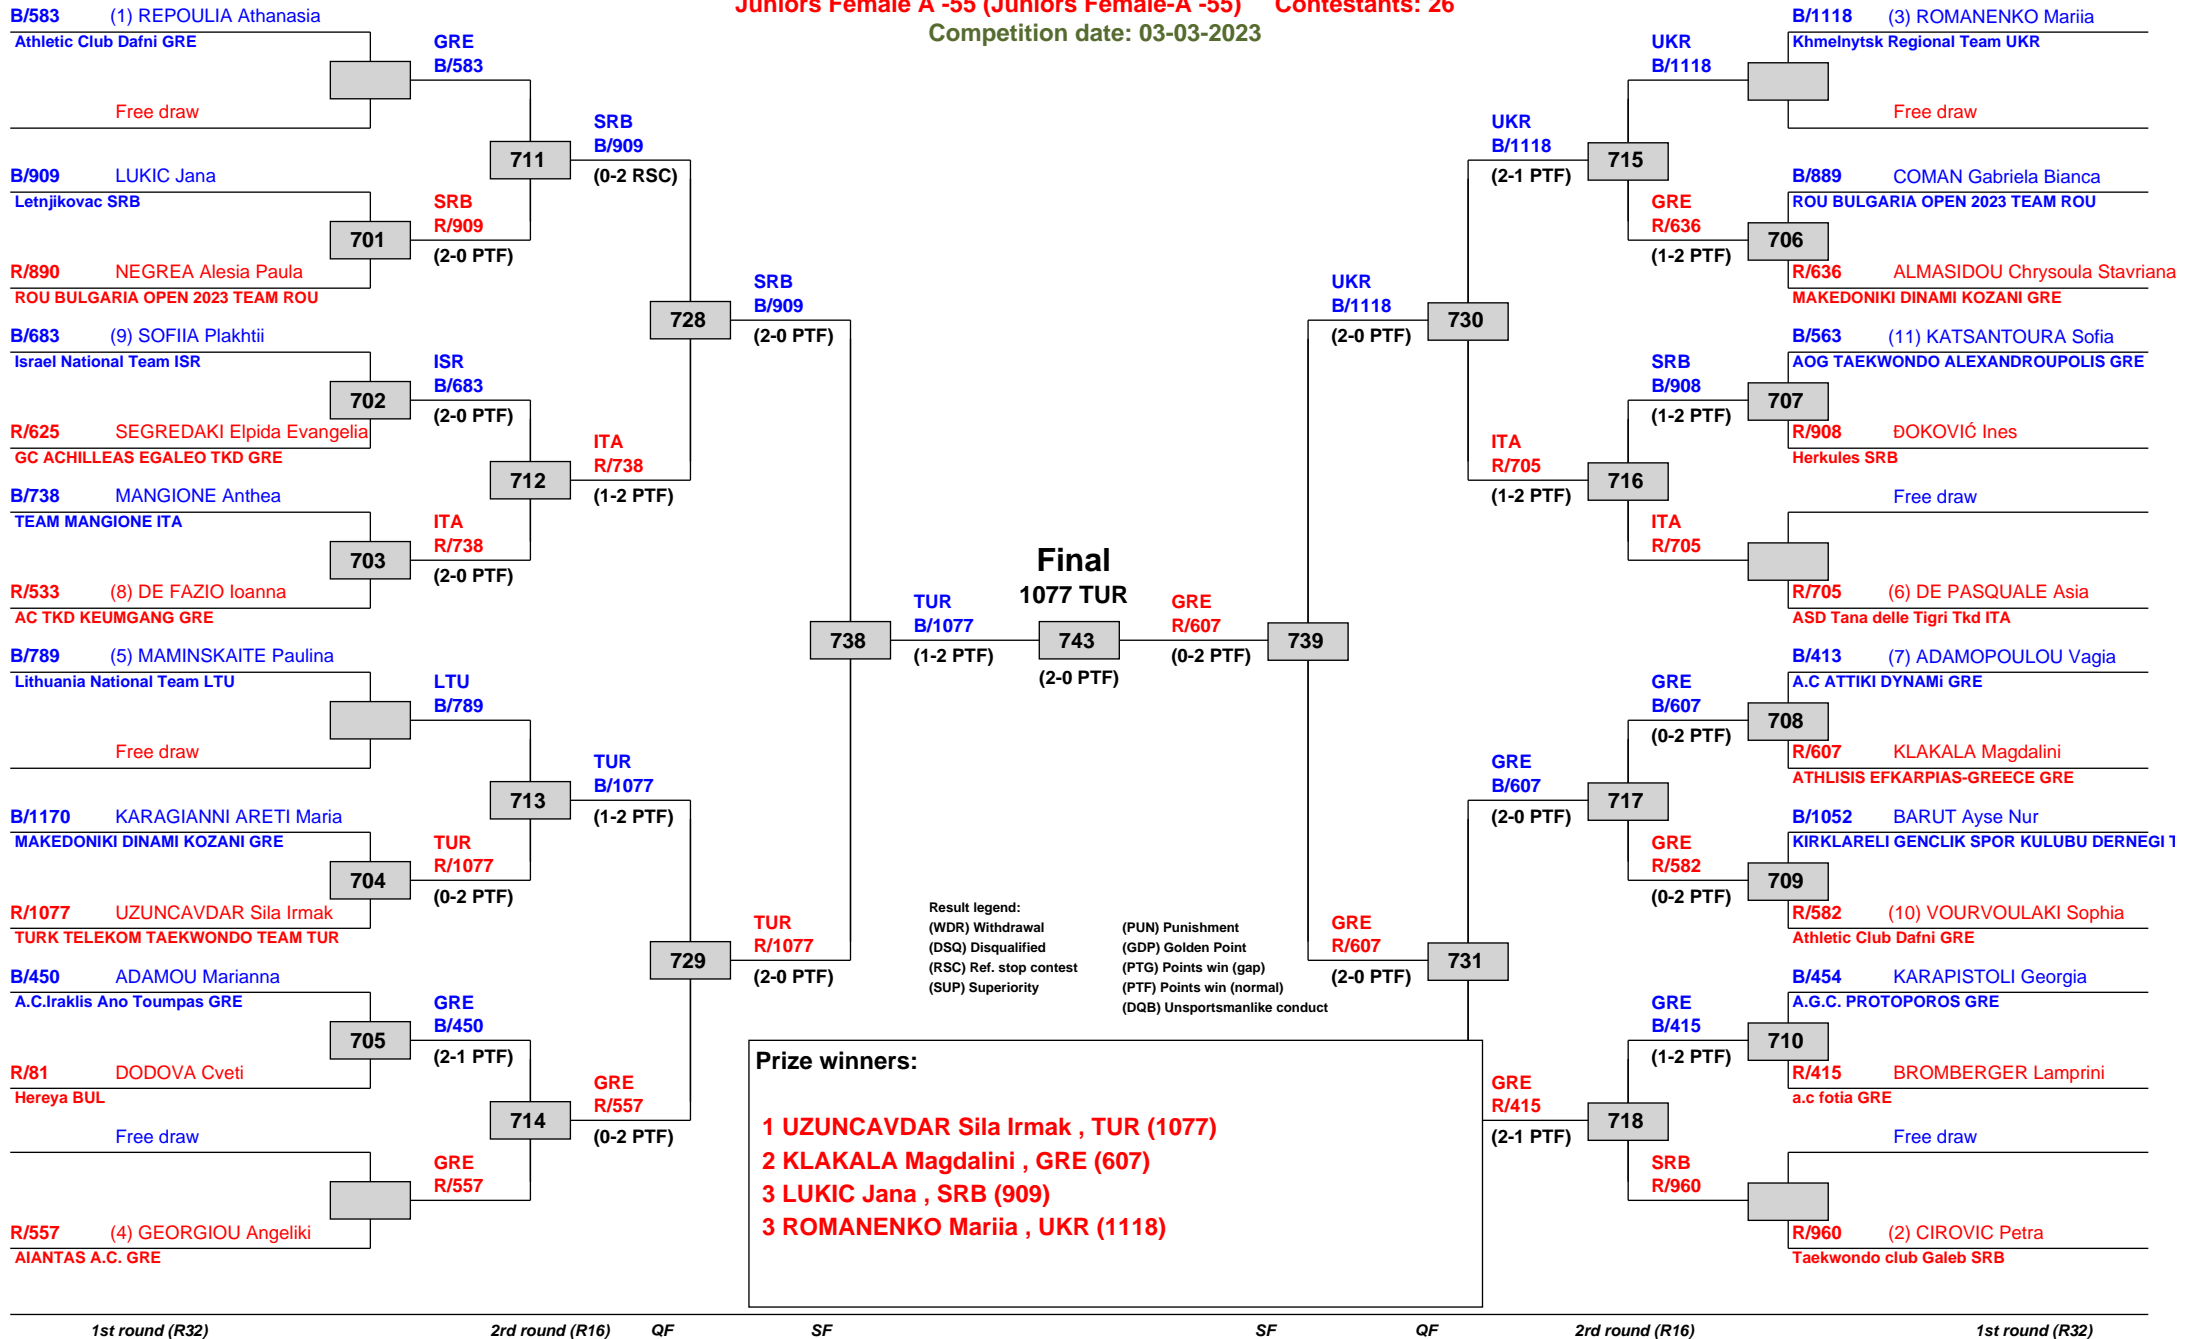 Juniors Female A -55 (Juniors Female-A -55) Contestants: 26
Competition date: 03-03-2023
B/583 (1) REPOULIA Athanasia
Athletic Club Dafni GRE
Free draw
B/909 LUKIC Jana
Letnjikovac SRB
701
R/890 NEGREA Alesia Paula
ROU BULGARIA OPEN 2023 TEAM ROU
B/683 (9) SOFIIA Plakhtii
Israel National Team ISR
702
R/625 SEGREDAKI Elpida Evangelia
GC ACHILLEAS EGALEO TKD GRE
B/738 MANGIONE Anthea
TEAM MANGIONE ITA
703
R/533 (8) DE FAZIO Ioanna
AC TKD KEUMGANG GRE
B/789 (5) MAMINSKAITE Paulina
Lithuania National Team LTU
Free draw
B/1170 KARAGIANNI ARETI Maria
MAKEDONIKI DINAMI KOZANI GRE
704
R/1077 UZUNCAVDAR Sila Irmak
TURK TELEKOM TAEKWONDO TEAM TUR
B/450 ADAMOU Marianna
A.C.Iraklis Ano Toumpas GRE
705
R/81 DODOVA Cveti
Hereya BUL
Free draw
R/557 (4) GEORGIOU Angeliki
AIANTAS A.C. GRE
GRE
B/583
711
SRB
R/909
(2-0 PTF)
ISR
B/683
(2-0 PTF)
712
ITA
R/738
(2-0 PTF)
LTU
B/789
713
TUR
R/1077
(0-2 PTF)
GRE
B/450
(2-1 PTF)
714
GRE
R/557
SRB
B/909
(0-2 RSC)
728
ITA
R/738
(1-2 PTF)
TUR
B/1077
(1-2 PTF)
729
GRE
R/557
(0-2 PTF)
SRB
B/909
(2-0 PTF)
738
TUR
R/1077
(2-0 PTF)
TUR
B/1077
(1-2 PTF)
Final
1077 TUR
743
(2-0 PTF)
GRE
R/607
(0-2 PTF)
739
UKR
B/1118
(2-0 PTF)
730
GRE
R/607
(2-0 PTF)
731
UKR
B/1118
(2-1 PTF)
715
ITA
R/705
(1-2 PTF)
716
GRE
B/607
(2-0 PTF)
717
GRE
R/415
(2-1 PTF)
718
UKR
B/1118
GRE
R/636
(1-2 PTF)
SRB
B/908
(1-2 PTF)
ITA
R/705
GRE
B/607
(0-2 PTF)
GRE
R/582
(0-2 PTF)
GRE
B/415
(1-2 PTF)
SRB
R/960
B/1118 (3) ROMANENKO Mariia
Khmelnytsk Regional Team UKR
Free draw
B/889 COMAN Gabriela Bianca
ROU BULGARIA OPEN 2023 TEAM ROU
706
R/636 ALMASIDOU Chrysoula Stavriana
MAKEDONIKI DINAMI KOZANI GRE
B/563 (11) KATSANTOURA Sofia
AOG TAEKWONDO ALEXANDROUPOLIS GRE
707
R/908 ĐOKOVIĆ Ines
Herkules SRB
Free draw
R/705 (6) DE PASQUALE Asia
ASD Tana delle Tigri Tkd ITA
B/413 (7) ADAMOPOULOU Vagia
A.C ATTIKI DYNAMi GRE
708
R/607 KLAKALA Magdalini
ATHLISIS EFKARPIAS-GREECE GRE
B/1052 BARUT Ayse Nur
KIRKLARELI GENCLIK SPOR KULUBU DERNEGI
709
R/582 (10) VOURVOULAKI Sophia
Athletic Club Dafni GRE
B/454 KARAPISTOLI Georgia
A.G.C. PROTOPOROS GRE
710
R/415 BROMBERGER Lamprini
a.c fotia GRE
Free draw
R/960 (2) CIROVIC Petra
Taekwondo club Galeb SRB
Result legend:
(WDR) Withdrawal (PUN) Punishment
(DSQ) Disqualified (GDP) Golden Point
(RSC) Ref. stop contest (PTG) Points win (gap)
(SUP) Superiority (PTF) Points win (normal)
(DQB) Unsportsmanlike conduct
Prize winners:
1 UZUNCAVDAR Sila Irmak , TUR (1077)
2 KLAKALA Magdalini , GRE (607)
3 LUKIC Jana , SRB (909)
3 ROMANENKO Mariia , UKR (1118)
1st round (R32) 2rd round (R16) QF SF SF QF 2rd round (R16) 1st round (R32)